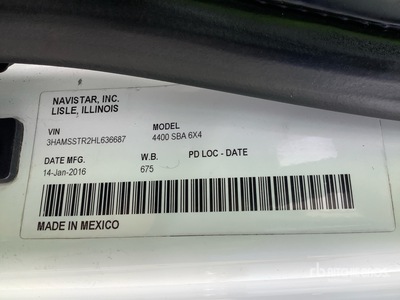 NAVISTAR, INC.
LISLE, ILLINOIS
VIN MODEL
3HAMSSTR2HL636687 4400 SBA 6X4
DATE MFG. W.B. PD LOC - DATE
14-Jan-2016 675
MADE IN MEXICO